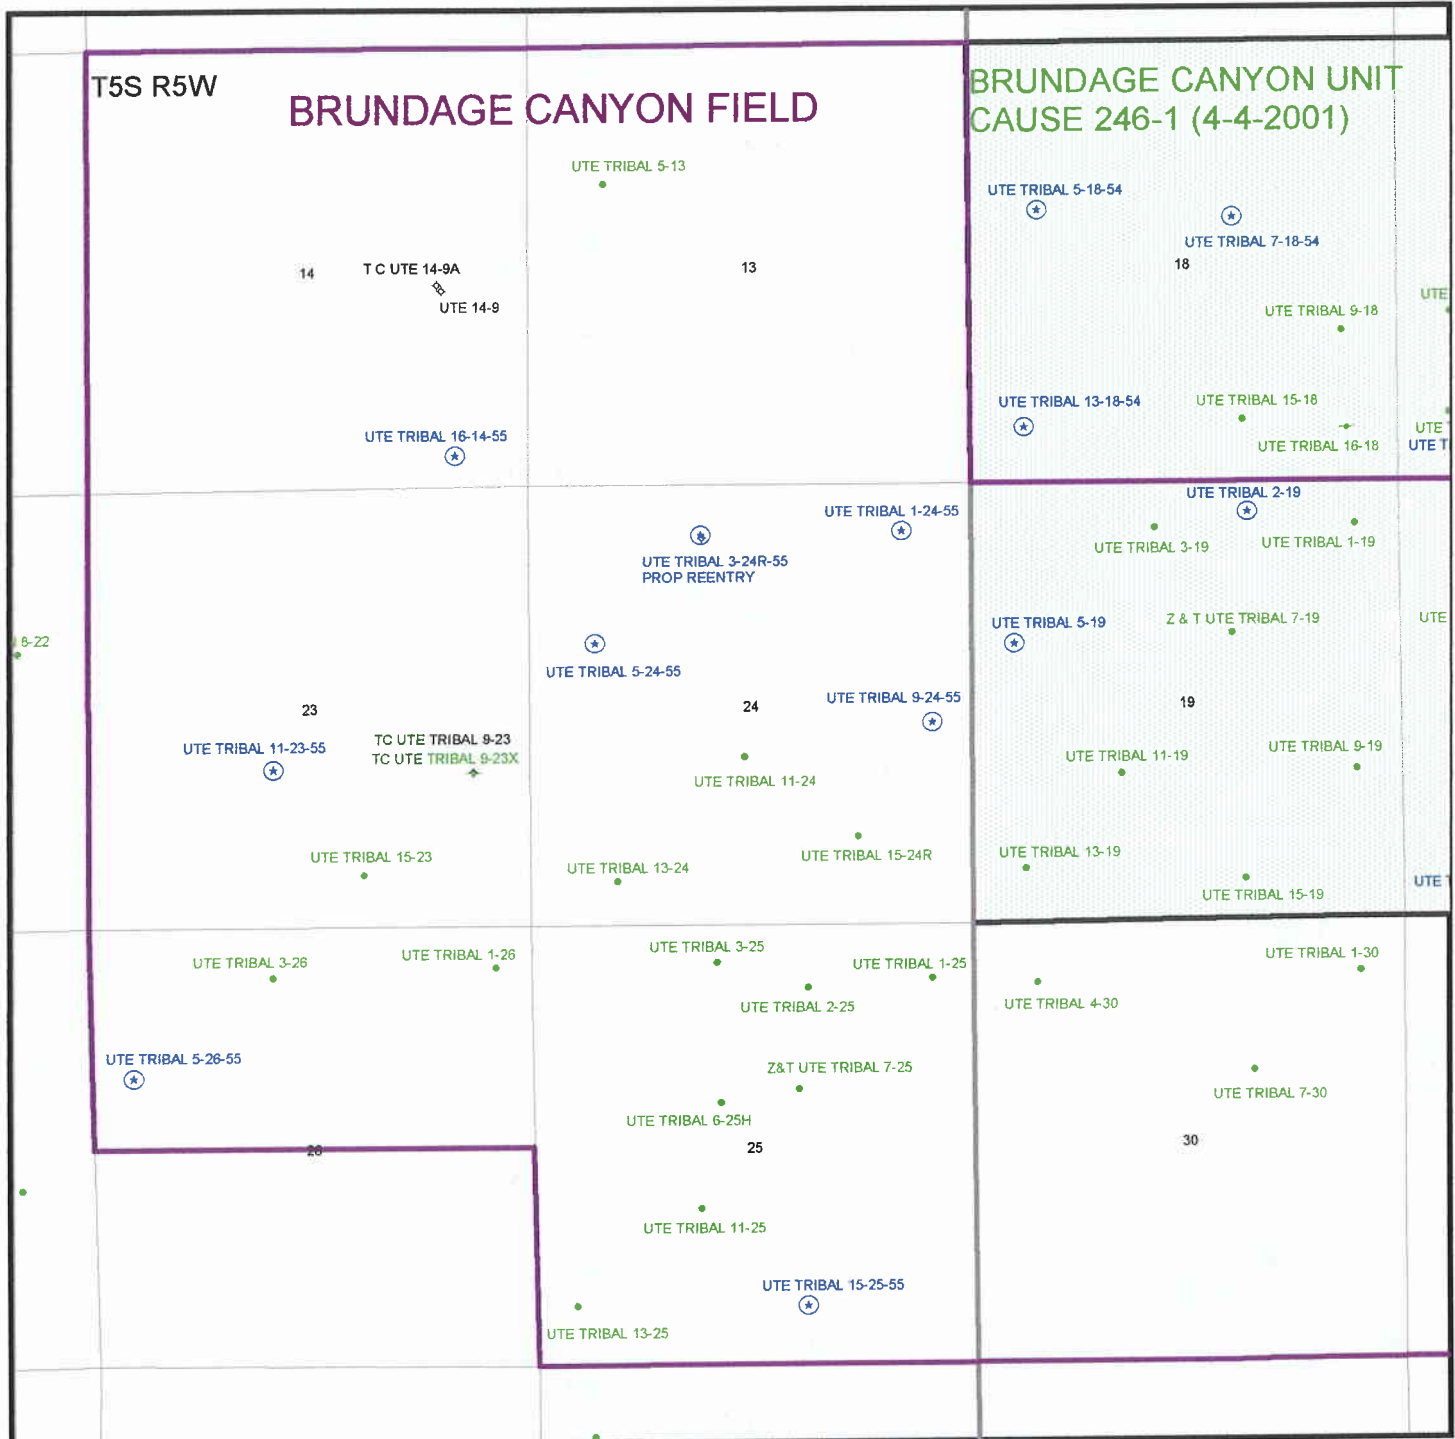 T5S R5W
BRUNDAGE CANYON FIELD
BRUNDAGE CANYON UNIT
CAUSE 246-1 (4-4-2001)
UTE TRIBAL 5-13
UTE TRIBAL 5-18-54
UTE TRIBAL 7-18-54
14
T C UTE 14-9A
UTE 14-9
13
18
UTE
UTE TRIBAL 9-18
UTE TRIBAL 13-18-54
UTE TRIBAL 15-18
UTE TRIBAL 16-18
UTE
UTE T
UTE TRIBAL 16-14-55
UTE TRIBAL 2-19
UTE TRIBAL 1-24-55
UTE TRIBAL 3-19
UTE TRIBAL 1-19
UTE TRIBAL 3-24R-55
PROP REENTRY
8-22
UTE TRIBAL 5-24-55
UTE TRIBAL 5-19
Z & T UTE TRIBAL 7-19
UTE
23
24
UTE TRIBAL 9-24-55
19
UTE TRIBAL 11-23-55
TC UTE TRIBAL 9-23
TC UTE TRIBAL 9-23X
UTE TRIBAL 11-24
UTE TRIBAL 11-19
UTE TRIBAL 9-19
UTE TRIBAL 15-23
UTE TRIBAL 13-24
UTE TRIBAL 15-24R
UTE TRIBAL 13-19
UTE TRIBAL 15-19
UTE
UTE TRIBAL 3-26
UTE TRIBAL 1-26
UTE TRIBAL 3-25
UTE TRIBAL 1-25
UTE TRIBAL 2-25
UTE TRIBAL 4-30
UTE TRIBAL 1-30
UTE TRIBAL 5-26-55
Z&T UTE TRIBAL 7-25
UTE TRIBAL 6-25H
UTE TRIBAL 7-30
26
25
30
UTE TRIBAL 11-25
UTE TRIBAL 15-25-55
UTE TRIBAL 13-25